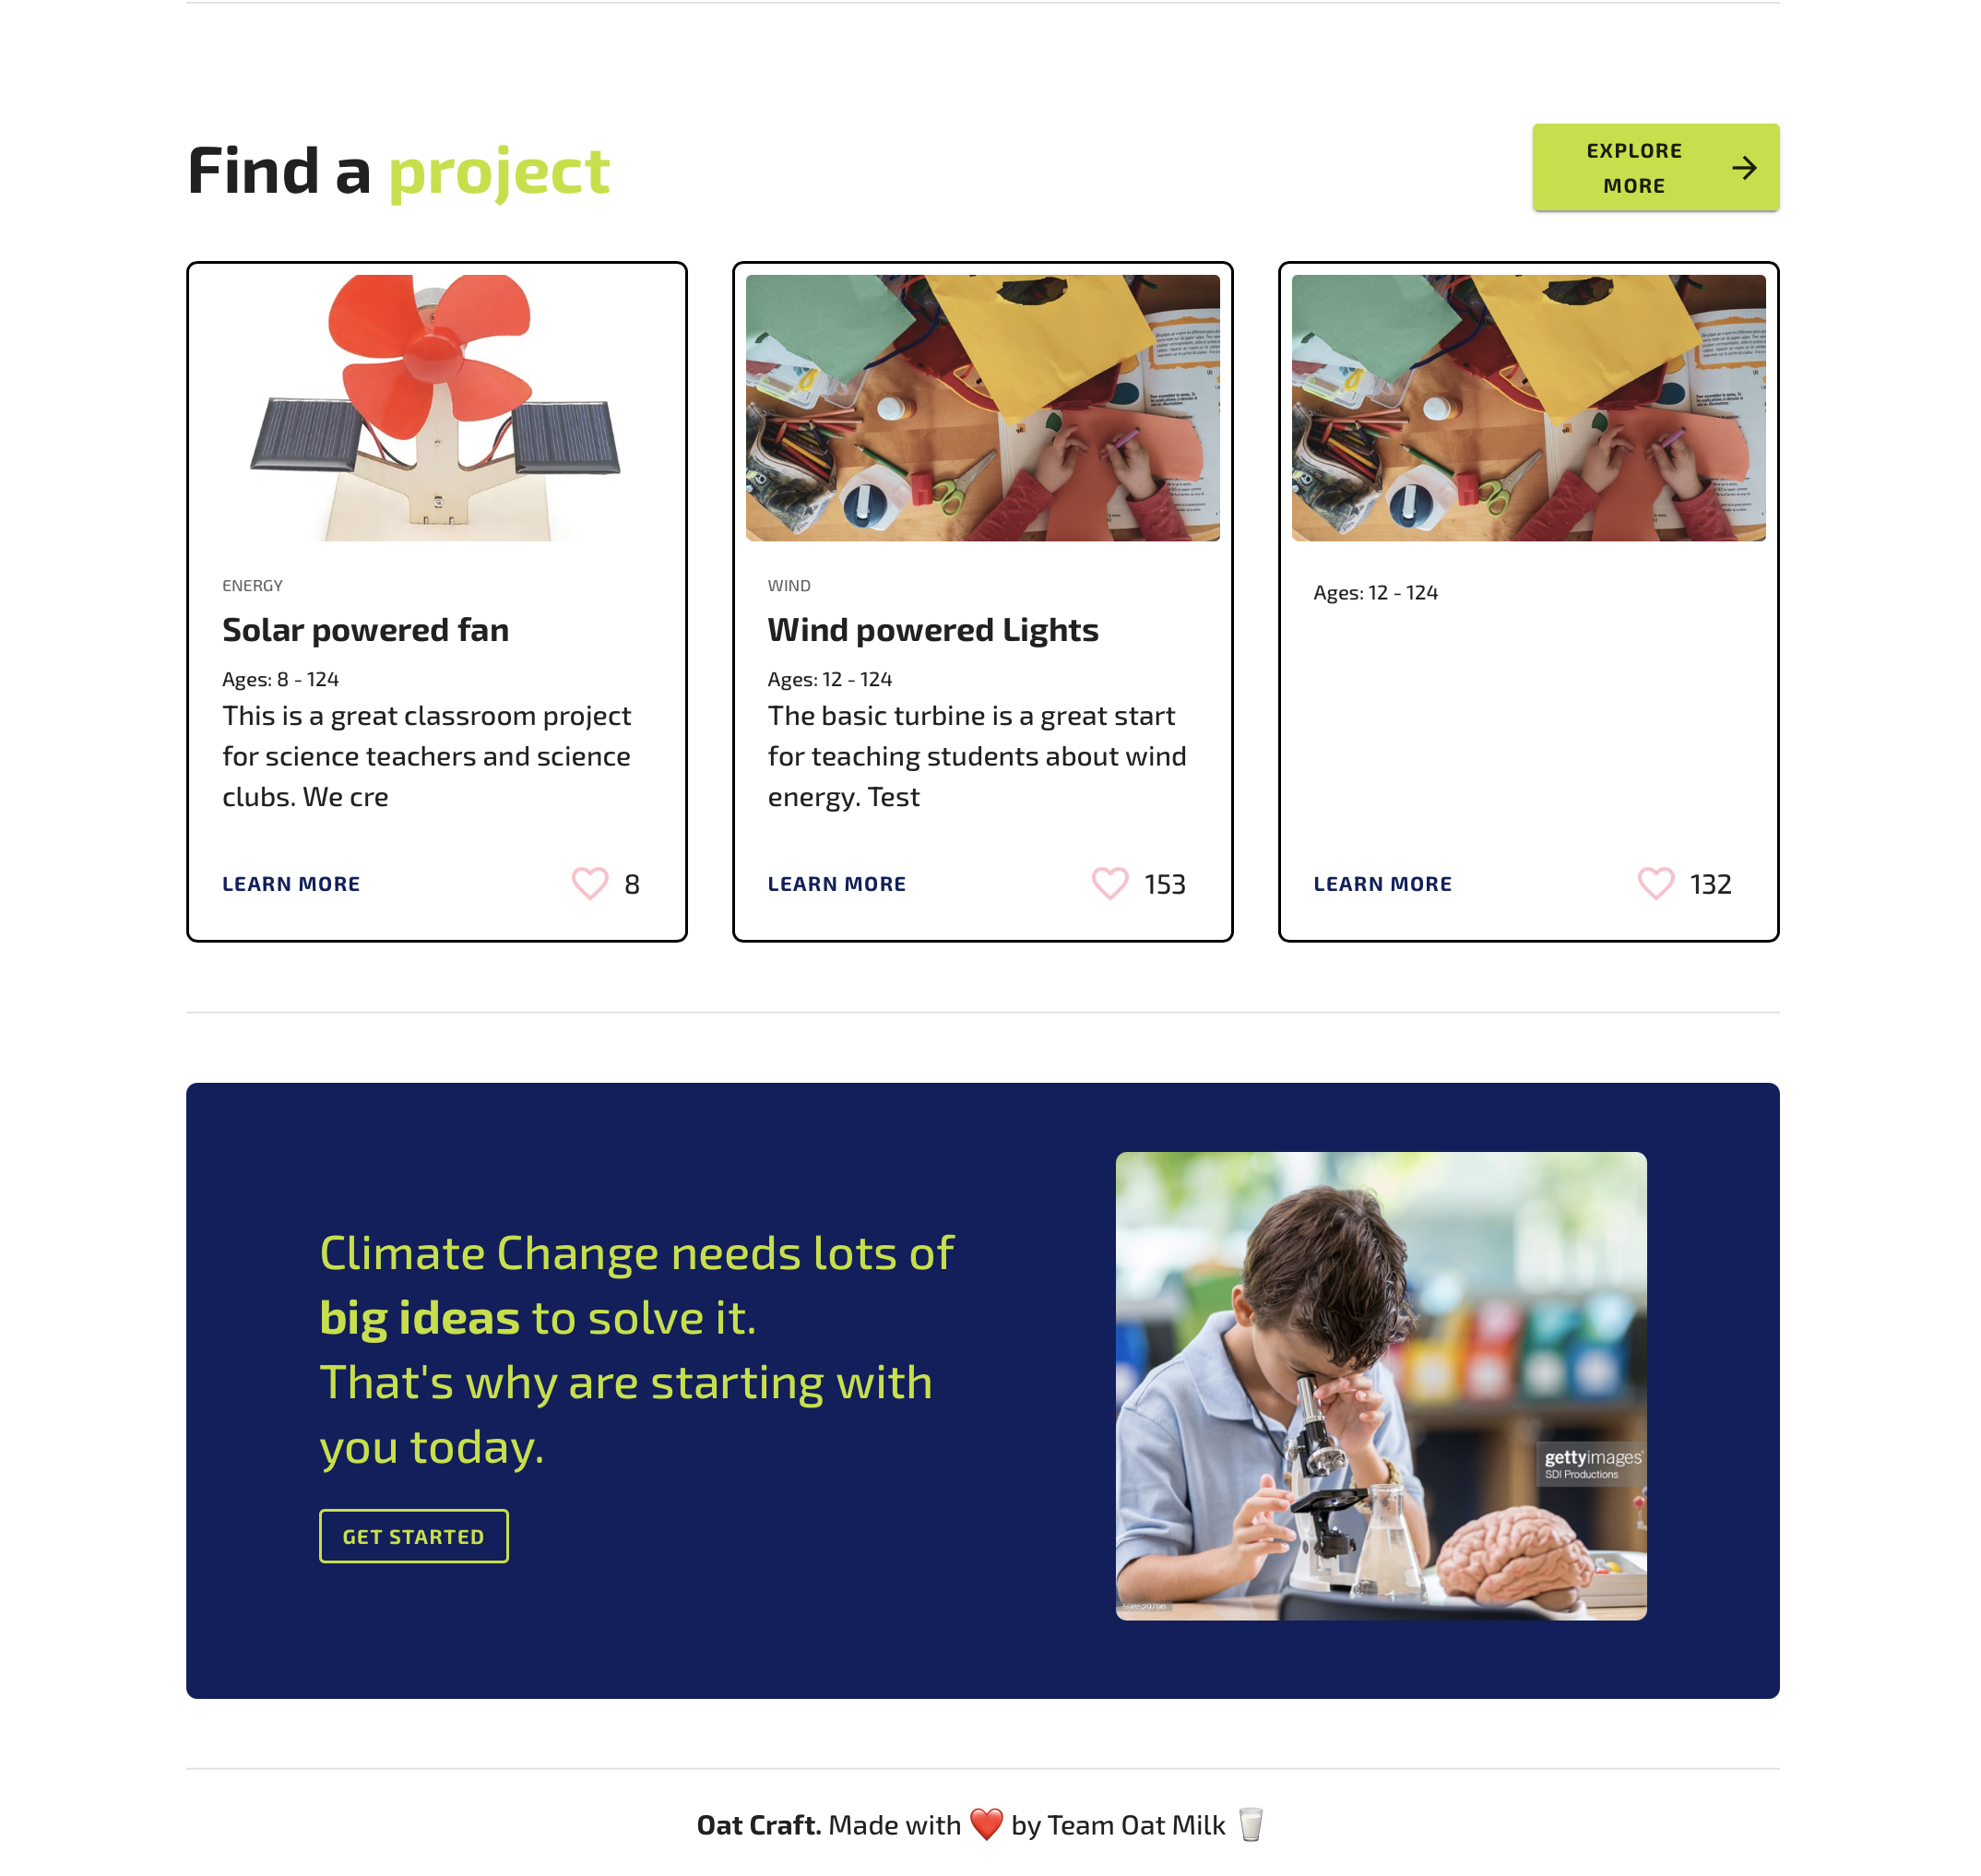 Find a project
EXPLORE
MORE
ENERGY
Solar powered fan
Ages: 8 - 124
This is a great classroom project
for science teachers and science
clubs. We cre
LEARN MORE
8
WIND
Wind powered Lights
Ages: 12 - 124
The basic turbine is a great start
for teaching students about wind
energy. Test
LEARN MORE
153
Ages: 12 - 124
LEARN MORE
132
Climate Change needs lots of
big ideas to solve it.
That's why are starting with
you today.
GET STARTED
gettyimages
SDI Productions
Oat Craft. Made with ❤️ by Team Oat Milk 🥛